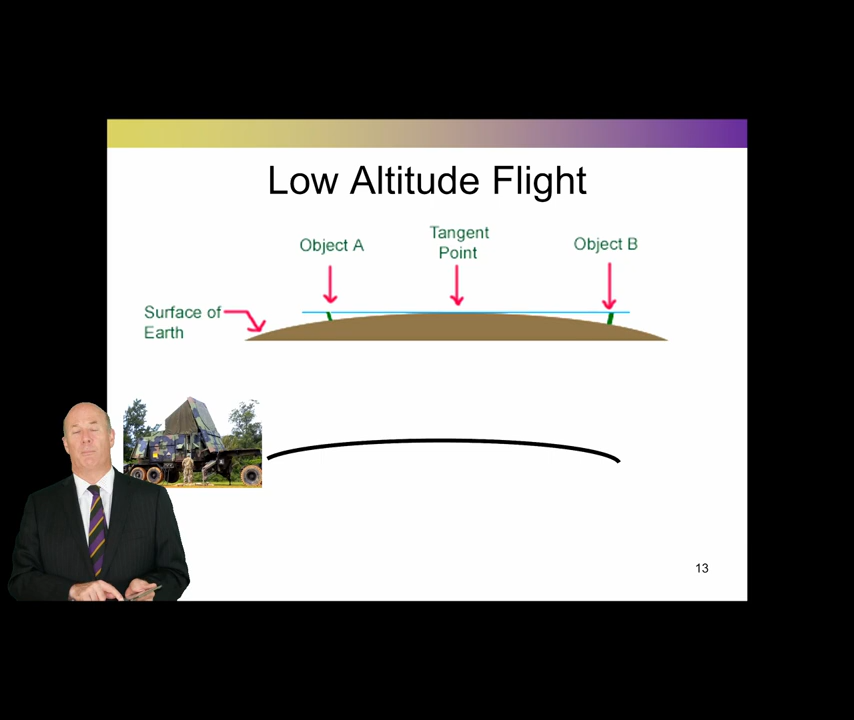 Low Altitude Flight
Object A
Tangent
Point
Object B
Surface of
Earth
13